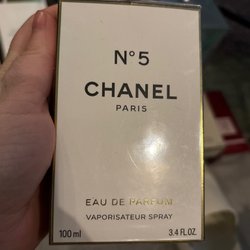 N°5
CHANEL
PARIS
EAU DE PARFUM
VAPORISATEUR SPRAY
100 ml 3.4 FL.OZ.